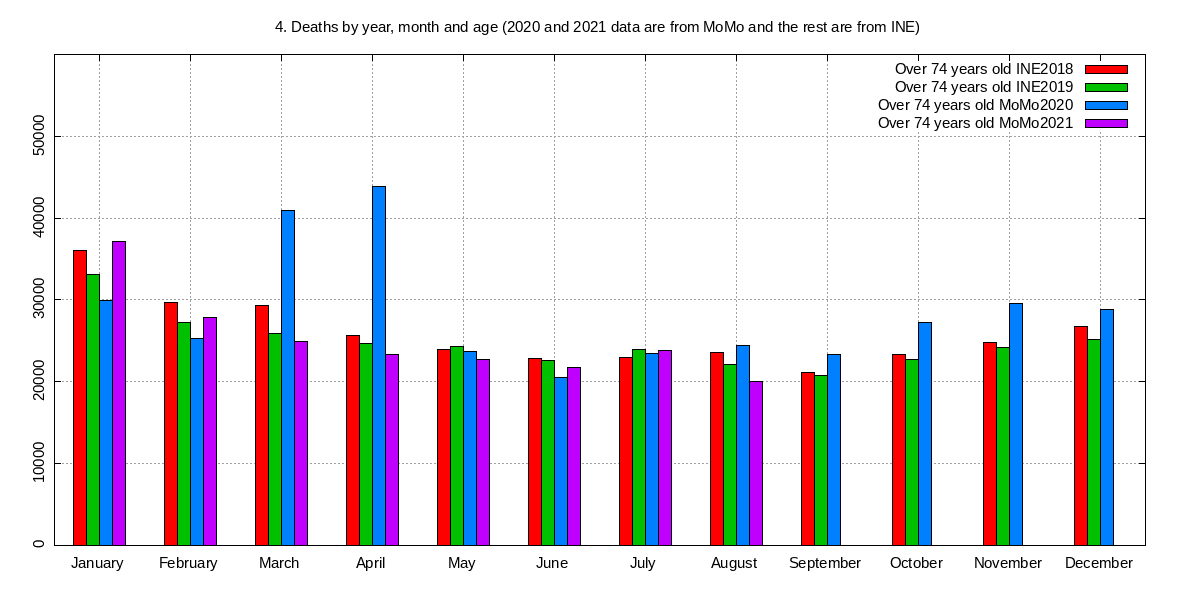 4. Deaths by year, month and age (2020 and 2021 data are from MoMo and the rest are from INE)
Over 74 years old INE2018
Over 74 years old INE2019
Over 74 years old MoMo2020
Over 74 years old MoMo2021
50000
40000
30000
20000
10000
0
January February March April May June July August September October November December